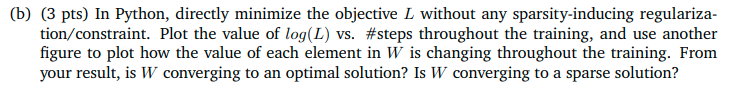 (b) (3 pts) In Python, directly minimize the objective L without any sparsity-inducing regulariza-
tion/constraint. Plot the value of log(L) vs. #steps throughout the training, and use another
figure to plot how the value of each element in W is changing throughout the training. From
your result, is W converging to an optimal solution? Is W converging to a sparse solution?